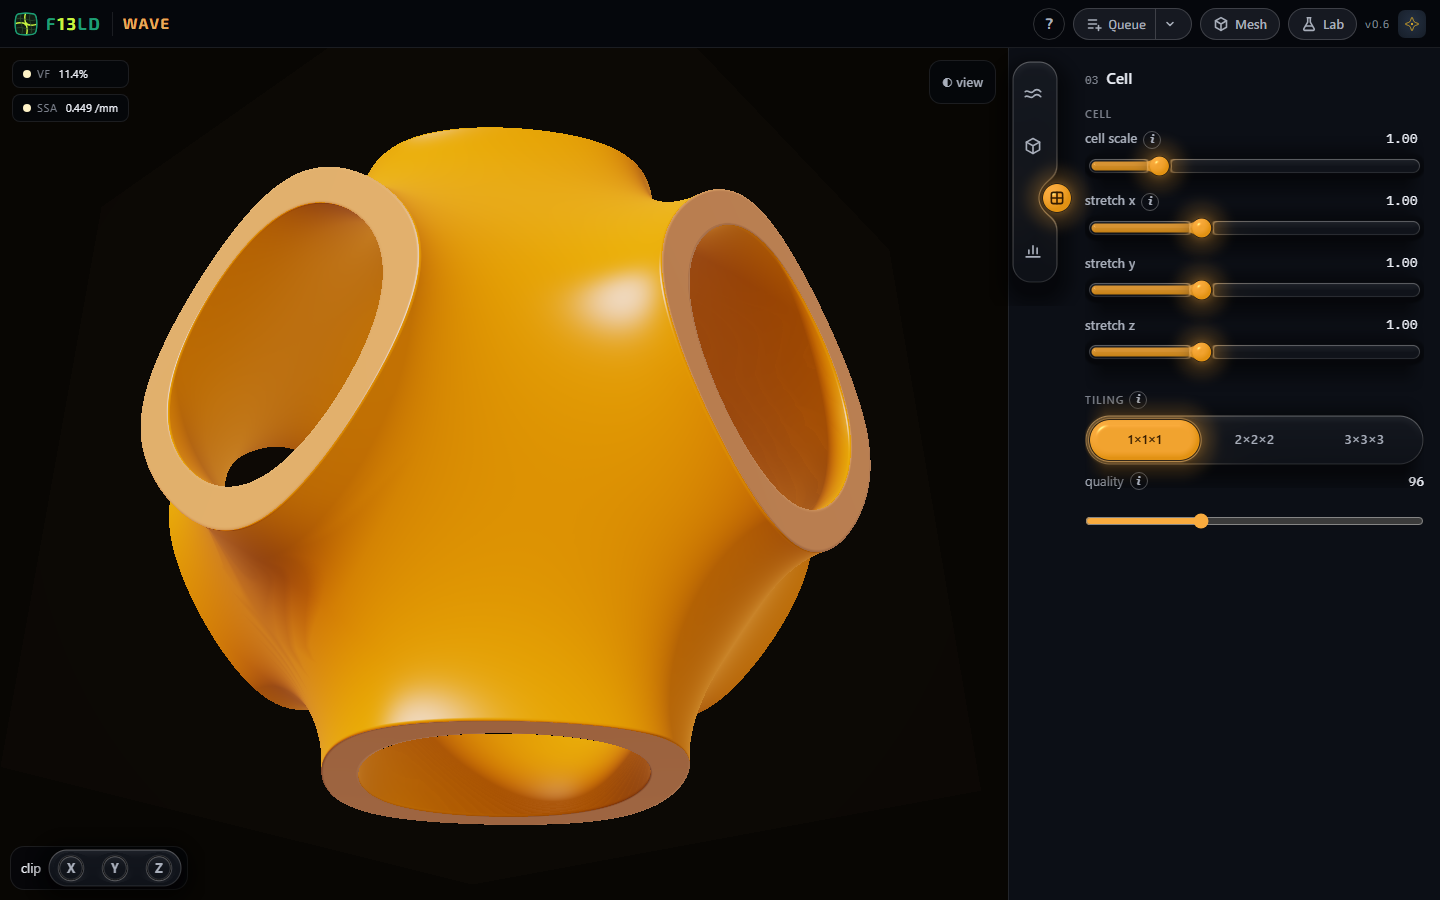 F13LD WAVE
? Queue Mesh Lab v0.6
VF 11.4%
SSA 0.449 /mm
view
03 Cell
CELL
cell scale i 1.00
stretch x i 1.00
stretch y 1.00
stretch z 1.00
TILING i
1×1×1 2×2×2 3×3×3
quality i 96
clip X Y Z